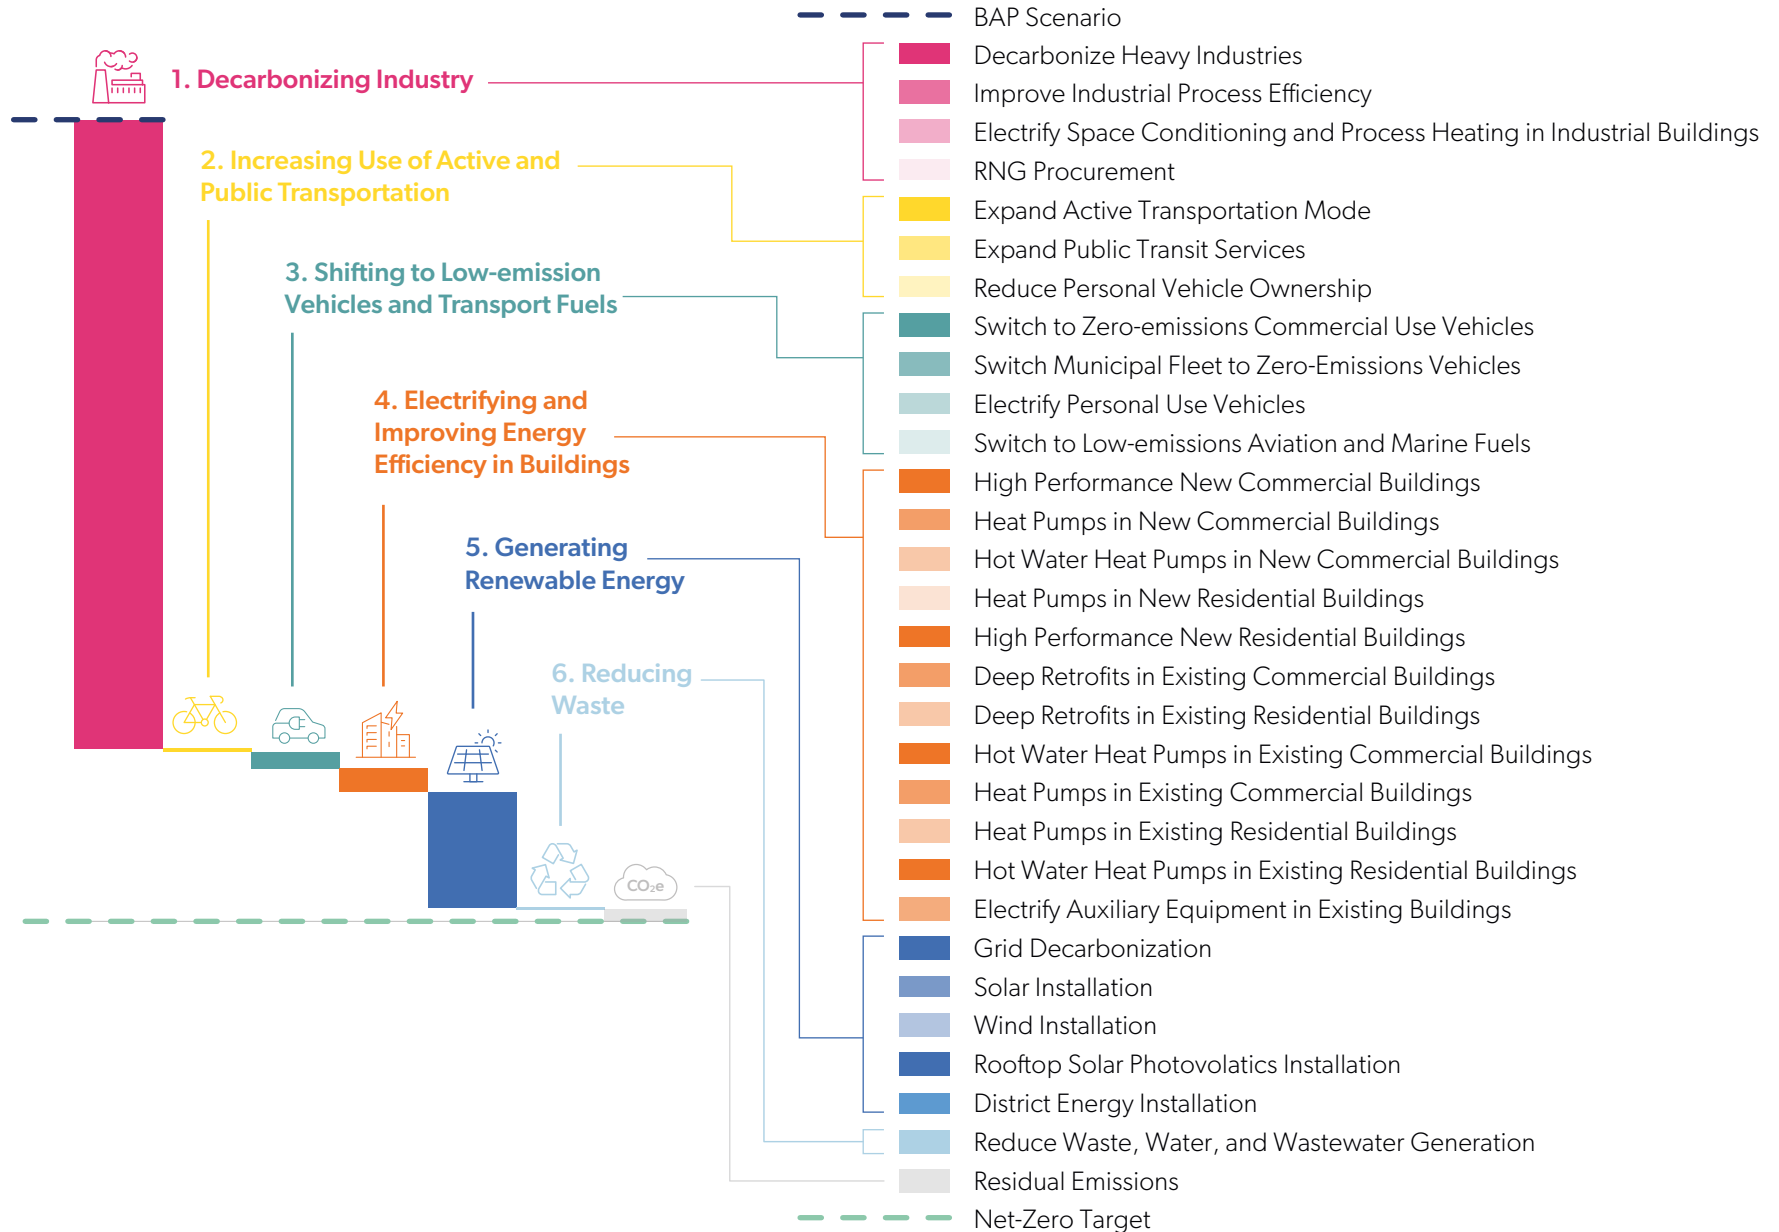 BAP Scenario
1. Decarbonizing Industry
Decarbonize Heavy Industries
Improve Industrial Process Efficiency
Electrify Space Conditioning and Process Heating in Industrial Buildings
RNG Procurement
2. Increasing Use of Active and
Public Transportation
Expand Active Transportation Mode
Expand Public Transit Services
Reduce Personal Vehicle Ownership
3. Shifting to Low-emission
Vehicles and Transport Fuels
Switch to Zero-emissions Commercial Use Vehicles
Switch Municipal Fleet to Zero-Emissions Vehicles
Electrify Personal Use Vehicles
Switch to Low-emissions Aviation and Marine Fuels
4. Electrifying and
Improving Energy
Efficiency in Buildings
High Performance New Commercial Buildings
Heat Pumps in New Commercial Buildings
Hot Water Heat Pumps in New Commercial Buildings
Heat Pumps in New Residential Buildings
High Performance New Residential Buildings
Deep Retrofits in Existing Commercial Buildings
Deep Retrofits in Existing Residential Buildings
Hot Water Heat Pumps in Existing Commercial Buildings
Heat Pumps in Existing Commercial Buildings
Heat Pumps in Existing Residential Buildings
Hot Water Heat Pumps in Existing Residential Buildings
Electrify Auxiliary Equipment in Existing Buildings
5. Generating
Renewable Energy
Grid Decarbonization
Solar Installation
Wind Installation
Rooftop Solar Photovolatics Installation
District Energy Installation
6. Reducing
Waste
Reduce Waste, Water, and Wastewater Generation
CO₂e
Residual Emissions
Net-Zero Target